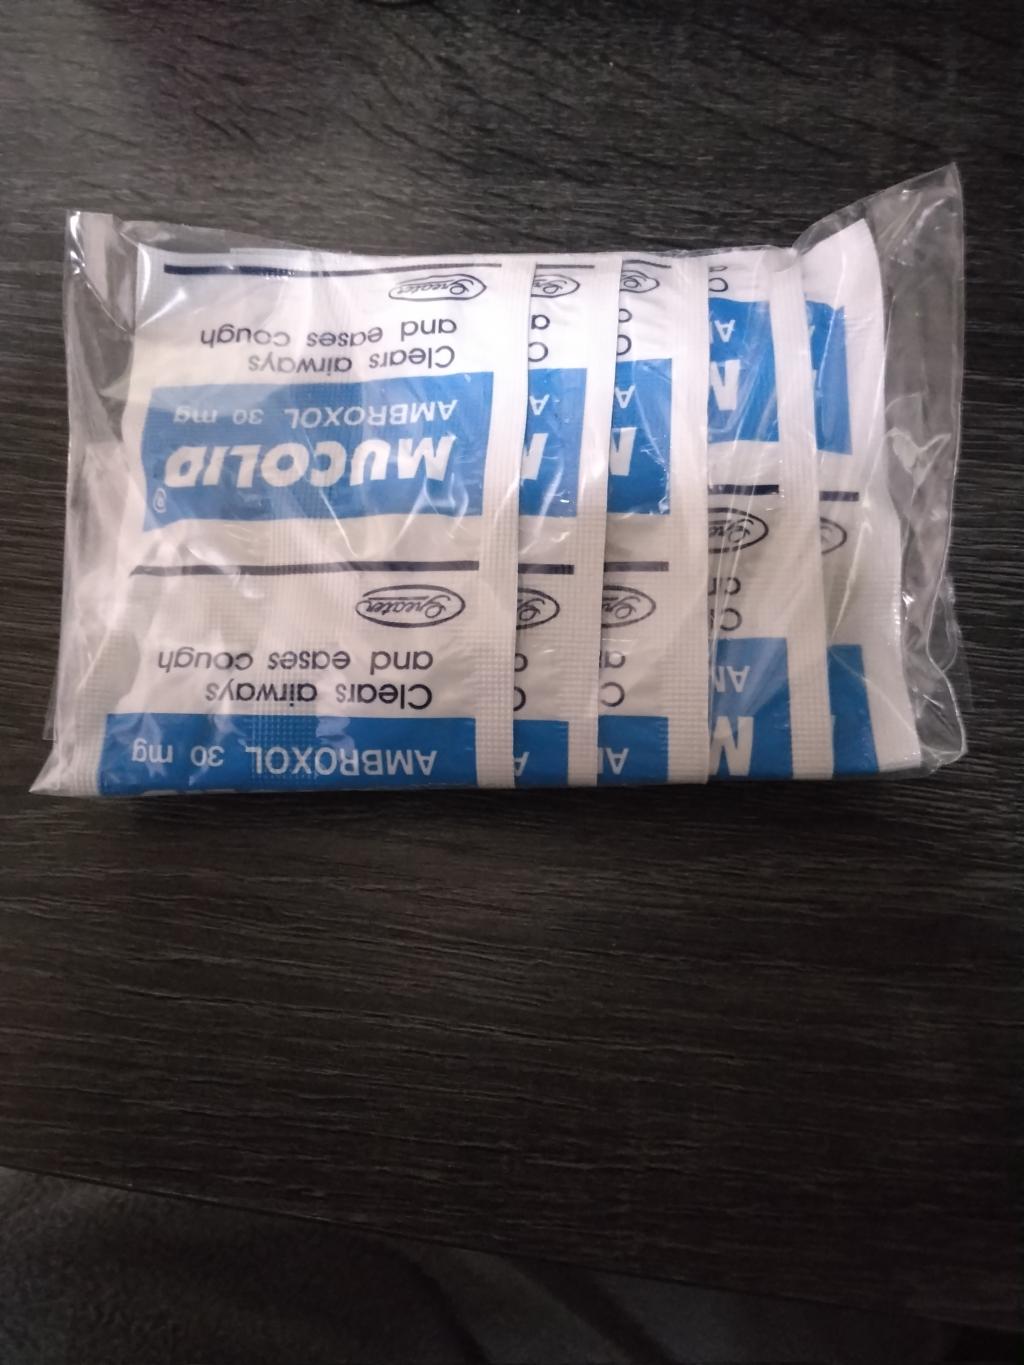 AMBROXOL 30 mg
Clears airways
and eases cough
Greater
MUCOLID®
AMBROXOL 30 mg
Clears airways
and eases cough
Greater